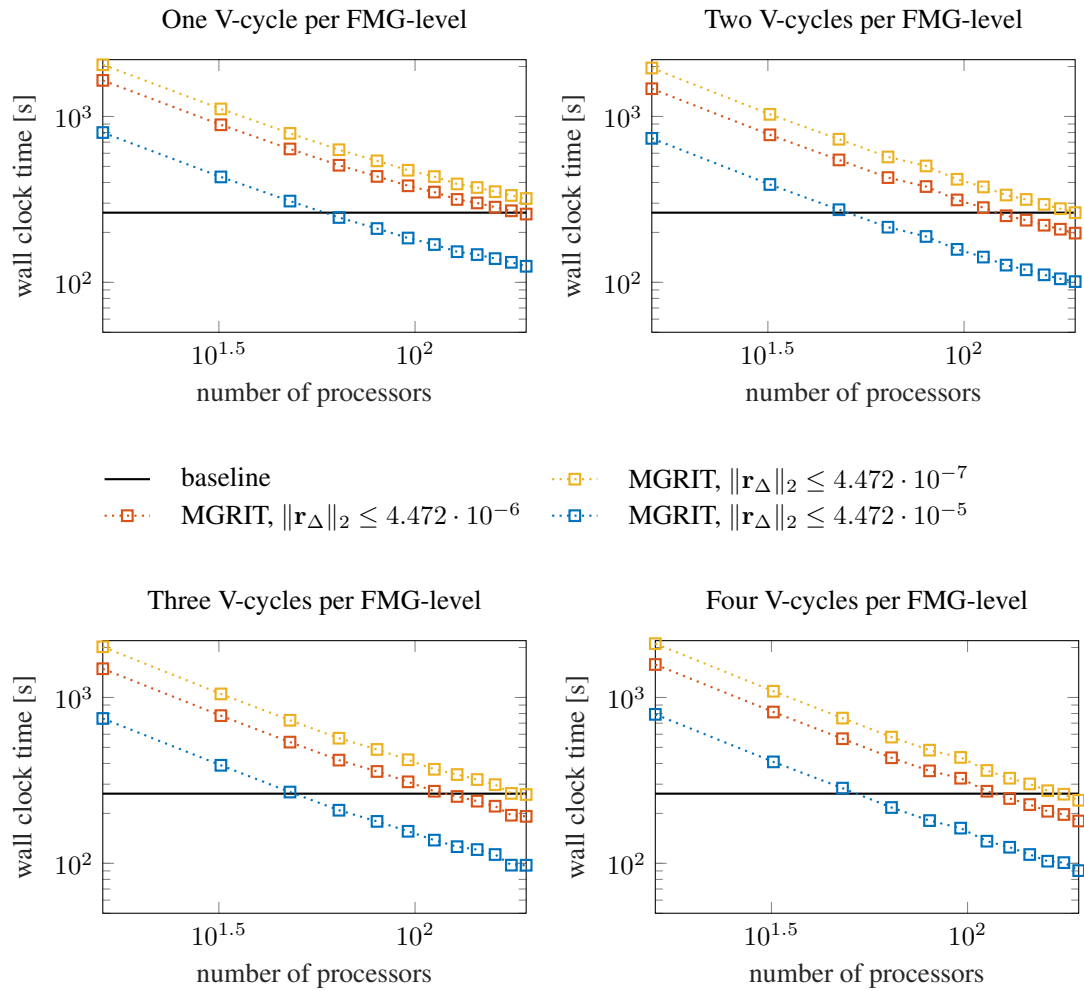 One V-cycle per FMG-level
Two V-cycles per FMG-level
wall clock time [s]
10^3
10^2
10^1.5
10^2
number of processors
wall clock time [s]
10^3
10^2
10^1.5
10^2
number of processors
baseline
MGRIT, ‖r_Δ‖_2 ≤ 4.472 · 10^−7
MGRIT, ‖r_Δ‖_2 ≤ 4.472 · 10^−6
MGRIT, ‖r_Δ‖_2 ≤ 4.472 · 10^−5
Three V-cycles per FMG-level
Four V-cycles per FMG-level
wall clock time [s]
10^3
10^2
10^1.5
10^2
number of processors
wall clock time [s]
10^3
10^2
10^1.5
10^2
number of processors